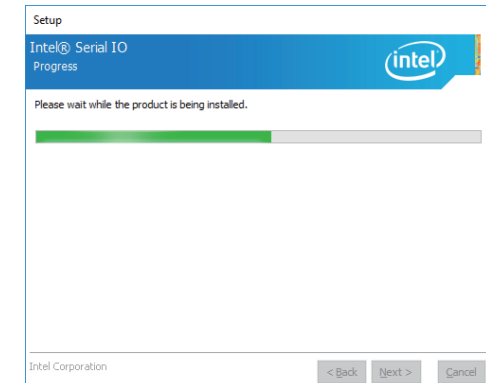 Setup
Intel® Serial IO
Progress
intel
Please wait while the product is being installed.
Intel Corporation
< Back Next > Cancel